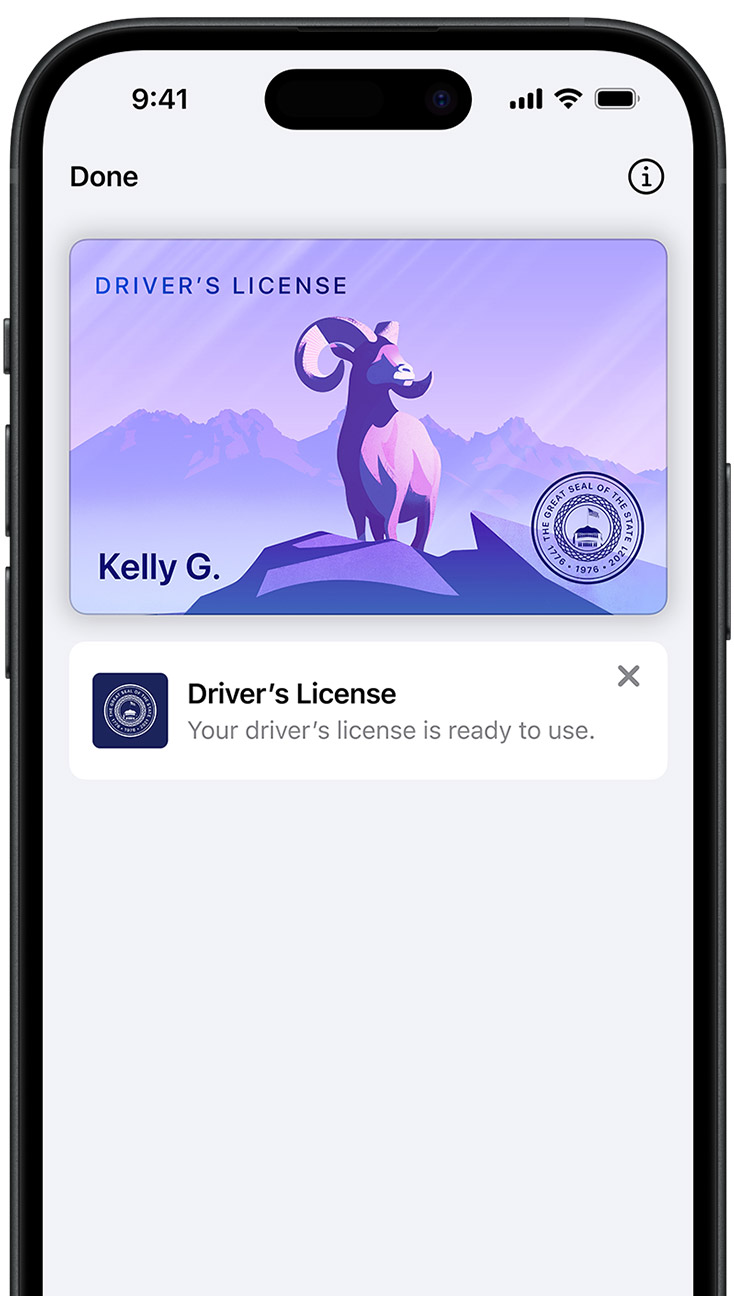 9:41
Done
DRIVER'S LICENSE
THE GREAT SEAL OF THE STATE
1776 • 1976 • 2021
Kelly G.
Driver's License
Your driver's license is ready to use.